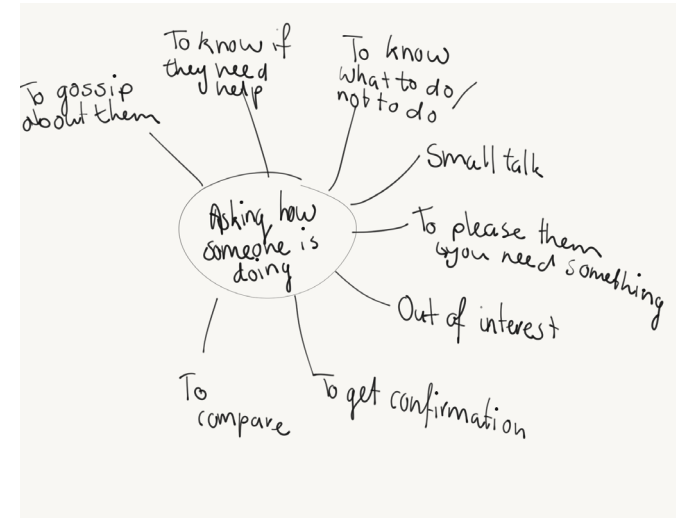 To gossip
about them
To know if
they need
help
To know
what to do/
not to do
Small talk
To please them
↳you need something
Out of interest
To get confirmation
To
compare
Asking how
someone is
doing